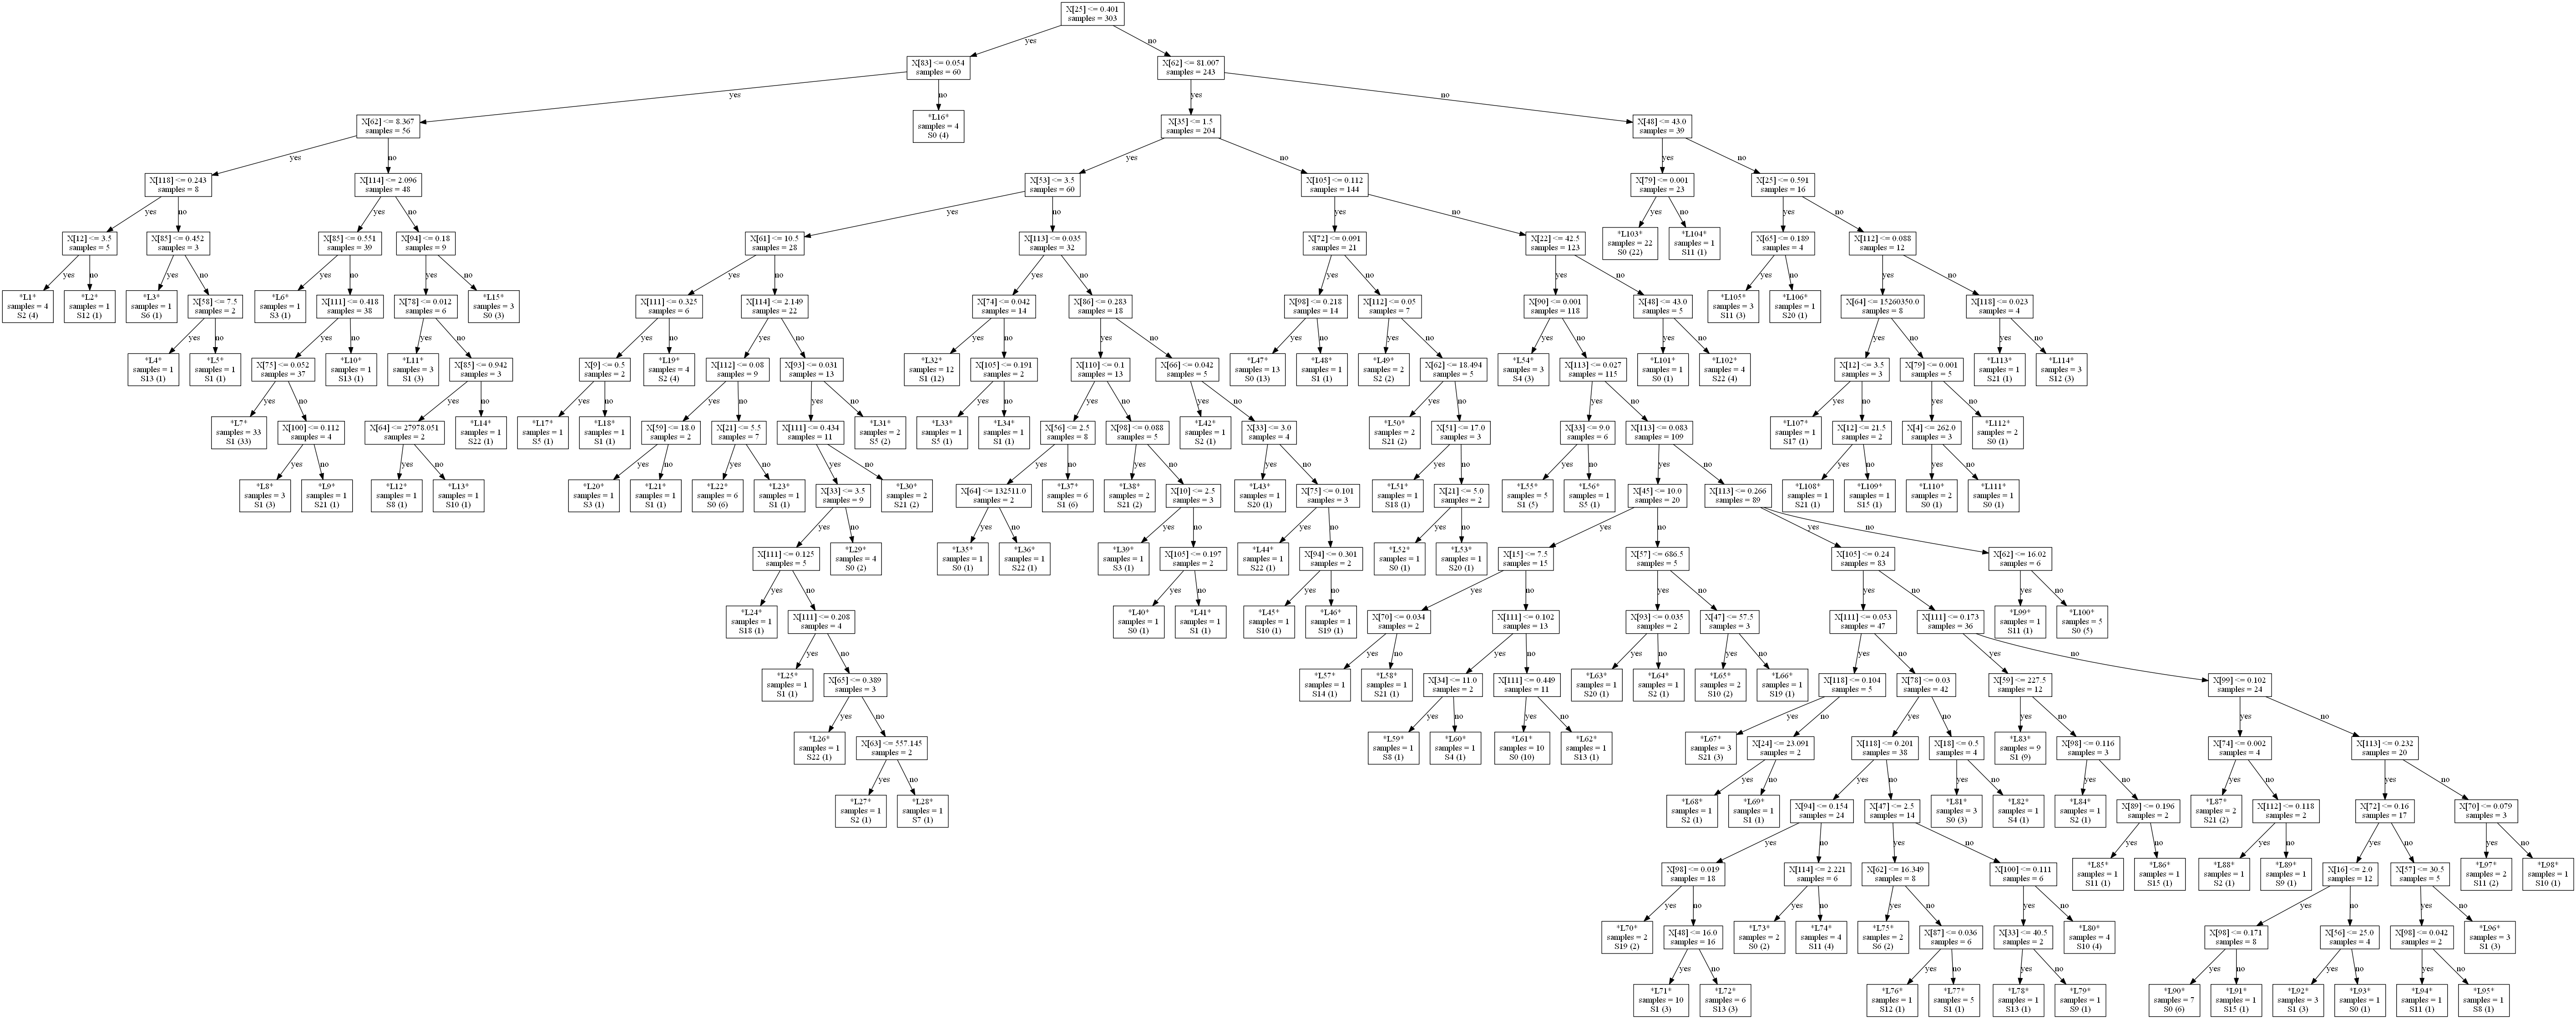 X[25] <= 0.401
samples = 303
yes
no
X[83] <= 0.054
samples = 60
X[62] <= 81.007
samples = 243
yes
no
yes
no
X[62] <= 8.367
samples = 56
*L16*
samples = 4
S0 (4)
X[35] <= 1.5
samples = 204
X[48] <= 43.0
samples = 39
yes
no
yes
no
yes
no
X[118] <= 0.243
samples = 8
X[114] <= 2.096
samples = 48
X[53] <= 3.5
samples = 60
X[105] <= 0.112
samples = 144
X[79] <= 0.001
samples = 23
X[25] <= 0.591
samples = 16
yes
no
yes
no
yes
no
yes
no
yes
no
yes
no
X[12] <= 3.5
samples = 5
X[85] <= 0.452
samples = 3
X[85] <= 0.551
samples = 39
X[94] <= 0.18
samples = 9
X[61] <= 10.5
samples = 28
X[113] <= 0.035
samples = 32
X[72] <= 0.091
samples = 21
X[22] <= 42.5
samples = 123
*L103*
samples = 22
S0 (22)
*L104*
samples = 1
S11 (1)
X[65] <= 0.189
samples = 4
X[112] <= 0.088
samples = 12
yes
no
yes
no
yes
no
yes
no
yes
no
yes
no
yes
no
yes
no
yes
no
yes
no
*L1*
samples = 4
S2 (4)
*L2*
samples = 1
S12 (1)
*L3*
samples = 1
S6 (1)
X[58] <= 7.5
samples = 2
*L6*
samples = 1
S3 (1)
X[111] <= 0.418
samples = 38
X[78] <= 0.012
samples = 6
*L15*
samples = 3
S0 (3)
X[111] <= 0.325
samples = 6
X[114] <= 2.149
samples = 22
X[74] <= 0.042
samples = 14
X[86] <= 0.283
samples = 18
X[98] <= 0.218
samples = 14
X[112] <= 0.05
samples = 7
X[90] <= 0.001
samples = 118
X[48] <= 43.0
samples = 5
*L105*
samples = 3
S11 (3)
*L106*
samples = 1
S20 (1)
X[64] <= 15260350.0
samples = 8
X[118] <= 0.023
samples = 4
yes
no
yes
no
yes
no
yes
no
yes
no
yes
no
yes
no
yes
no
yes
no
yes
no
yes
no
yes
no
yes
no
*L4*
samples = 1
S13 (1)
*L5*
samples = 1
S1 (1)
X[75] <= 0.052
samples = 37
*L10*
samples = 1
S13 (1)
*L11*
samples = 3
S1 (3)
X[85] <= 0.942
samples = 3
X[9] <= 0.5
samples = 2
*L19*
samples = 4
S2 (4)
X[112] <= 0.08
samples = 9
X[93] <= 0.031
samples = 13
*L32*
samples = 12
S1 (12)
X[105] <= 0.191
samples = 2
X[110] <= 0.1
samples = 13
X[66] <= 0.042
samples = 5
*L47*
samples = 13
S0 (13)
*L48*
samples = 1
S1 (1)
*L49*
samples = 2
S2 (2)
X[62] <= 18.494
samples = 5
*L54*
samples = 3
S4 (3)
X[113] <= 0.027
samples = 115
*L101*
samples = 1
S0 (1)
*L102*
samples = 4
S22 (4)
X[12] <= 3.5
samples = 3
X[79] <= 0.001
samples = 5
*L113*
samples = 1
S21 (1)
*L114*
samples = 3
S12 (3)
yes
no
yes
no
yes
no
yes
no
yes
no
yes
no
yes
no
yes
no
yes
no
yes
no
yes
no
yes
no
*L7*
samples = 33
S1 (33)
X[100] <= 0.112
samples = 4
X[64] <= 27978.051
samples = 2
*L14*
samples = 1
S22 (1)
*L17*
samples = 1
S5 (1)
*L18*
samples = 1
S1 (1)
X[59] <= 18.0
samples = 2
X[21] <= 5.5
samples = 7
X[111] <= 0.434
samples = 11
*L31*
samples = 2
S5 (2)
*L33*
samples = 1
S5 (1)
*L34*
samples = 1
S1 (1)
X[56] <= 2.5
samples = 8
X[98] <= 0.088
samples = 5
*L42*
samples = 1
S2 (1)
X[33] <= 3.0
samples = 4
*L50*
samples = 2
S21 (2)
X[51] <= 17.0
samples = 3
X[33] <= 9.0
samples = 6
X[113] <= 0.083
samples = 109
*L107*
samples = 1
S17 (1)
X[12] <= 21.5
samples = 2
X[4] <= 262.0
samples = 3
*L112*
samples = 2
S0 (1)
yes
no
yes
no
yes
no
yes
no
yes
no
yes
no
yes
no
yes
no
yes
no
yes
no
yes
no
yes
no
yes
no
*L8*
samples = 3
S1 (3)
*L9*
samples = 1
S21 (1)
*L12*
samples = 1
S8 (1)
*L13*
samples = 1
S10 (1)
*L20*
samples = 1
S3 (1)
*L21*
samples = 1
S1 (1)
*L22*
samples = 6
S0 (6)
*L23*
samples = 1
S1 (1)
X[33] <= 3.5
samples = 9
*L30*
samples = 2
S21 (2)
X[64] <= 132511.0
samples = 2
*L37*
samples = 6
S1 (6)
*L38*
samples = 2
S21 (2)
X[10] <= 2.5
samples = 3
*L43*
samples = 1
S20 (1)
X[75] <= 0.101
samples = 3
*L51*
samples = 1
S18 (1)
X[21] <= 5.0
samples = 2
*L55*
samples = 5
S1 (5)
*L56*
samples = 1
S5 (1)
X[45] <= 10.0
samples = 20
X[113] <= 0.266
samples = 89
*L108*
samples = 1
S21 (1)
*L109*
samples = 1
S15 (1)
*L110*
samples = 2
S0 (1)
*L111*
samples = 1
S0 (1)
yes
no
yes
no
yes
no
yes
no
yes
no
yes
no
yes
no
X[111] <= 0.125
samples = 5
*L29*
samples = 4
S0 (2)
*L35*
samples = 1
S0 (1)
*L36*
samples = 1
S22 (1)
*L39*
samples = 1
S3 (1)
X[105] <= 0.197
samples = 2
*L44*
samples = 1
S22 (1)
X[94] <= 0.301
samples = 2
*L52*
samples = 1
S0 (1)
*L53*
samples = 1
S20 (1)
X[15] <= 7.5
samples = 15
X[57] <= 686.5
samples = 5
X[105] <= 0.24
samples = 83
X[62] <= 16.02
samples = 6
yes
no
yes
no
yes
no
yes
no
yes
no
yes
no
yes
no
*L24*
samples = 1
S18 (1)
X[111] <= 0.208
samples = 4
*L40*
samples = 1
S0 (1)
*L41*
samples = 1
S1 (1)
*L45*
samples = 1
S10 (1)
*L46*
samples = 1
S19 (1)
X[70] <= 0.034
samples = 2
X[111] <= 0.102
samples = 13
X[93] <= 0.035
samples = 2
X[47] <= 57.5
samples = 3
X[111] <= 0.053
samples = 47
X[111] <= 0.173
samples = 36
*L99*
samples = 1
S11 (1)
*L100*
samples = 5
S0 (5)
yes
no
yes
no
yes
no
yes
no
yes
no
yes
no
yes
no
*L25*
samples = 1
S1 (1)
X[65] <= 0.389
samples = 3
*L57*
samples = 1
S14 (1)
*L58*
samples = 1
S21 (1)
X[34] <= 11.0
samples = 2
X[111] <= 0.449
samples = 11
*L63*
samples = 1
S20 (1)
*L64*
samples = 1
S2 (1)
*L65*
samples = 2
S10 (2)
*L66*
samples = 1
S19 (1)
X[118] <= 0.104
samples = 5
X[78] <= 0.03
samples = 42
X[59] <= 227.5
samples = 12
X[99] <= 0.102
samples = 24
yes
no
yes
no
yes
no
yes
no
yes
no
yes
no
yes
no
*L26*
samples = 1
S22 (1)
X[63] <= 557.145
samples = 2
*L59*
samples = 1
S8 (1)
*L60*
samples = 1
S4 (1)
*L61*
samples = 10
S0 (10)
*L62*
samples = 1
S13 (1)
*L67*
samples = 3
S21 (3)
X[24] <= 23.091
samples = 2
X[118] <= 0.201
samples = 38
X[18] <= 0.5
samples = 4
*L83*
samples = 9
S1 (9)
X[98] <= 0.116
samples = 3
X[74] <= 0.002
samples = 4
X[113] <= 0.232
samples = 20
yes
no
yes
no
yes
no
yes
no
yes
no
yes
no
yes
no
*L27*
samples = 1
S2 (1)
*L28*
samples = 1
S7 (1)
*L68*
samples = 1
S2 (1)
*L69*
samples = 1
S1 (1)
X[94] <= 0.154
samples = 24
X[47] <= 2.5
samples = 14
*L81*
samples = 3
S0 (3)
*L82*
samples = 1
S4 (1)
*L84*
samples = 1
S2 (1)
X[89] <= 0.196
samples = 2
*L87*
samples = 2
S21 (2)
X[112] <= 0.118
samples = 2
X[72] <= 0.16
samples = 17
X[70] <= 0.079
samples = 3
yes
no
yes
no
yes
no
yes
no
yes
no
yes
no
X[98] <= 0.019
samples = 18
X[114] <= 2.221
samples = 6
X[62] <= 16.349
samples = 8
X[100] <= 0.111
samples = 6
*L85*
samples = 1
S11 (1)
*L86*
samples = 1
S15 (1)
*L88*
samples = 1
S2 (1)
*L89*
samples = 1
S9 (1)
X[16] <= 2.0
samples = 12
X[57] <= 30.5
samples = 5
*L97*
samples = 2
S11 (2)
*L98*
samples = 1
S10 (1)
yes
no
yes
no
yes
no
yes
no
yes
no
yes
no
*L70*
samples = 2
S19 (2)
X[48] <= 16.0
samples = 16
*L73*
samples = 2
S0 (2)
*L74*
samples = 4
S11 (4)
*L75*
samples = 2
S6 (2)
X[87] <= 0.036
samples = 6
X[33] <= 40.5
samples = 2
*L80*
samples = 4
S10 (4)
X[98] <= 0.171
samples = 8
X[56] <= 25.0
samples = 4
X[98] <= 0.042
samples = 2
*L96*
samples = 3
S1 (3)
yes
no
yes
no
yes
no
yes
no
yes
no
yes
no
*L71*
samples = 10
S1 (3)
*L72*
samples = 6
S13 (3)
*L76*
samples = 1
S12 (1)
*L77*
samples = 5
S1 (1)
*L78*
samples = 1
S13 (1)
*L79*
samples = 1
S9 (1)
*L90*
samples = 7
S0 (6)
*L91*
samples = 1
S15 (1)
*L92*
samples = 3
S1 (3)
*L93*
samples = 1
S0 (1)
*L94*
samples = 1
S11 (1)
*L95*
samples = 1
S8 (1)